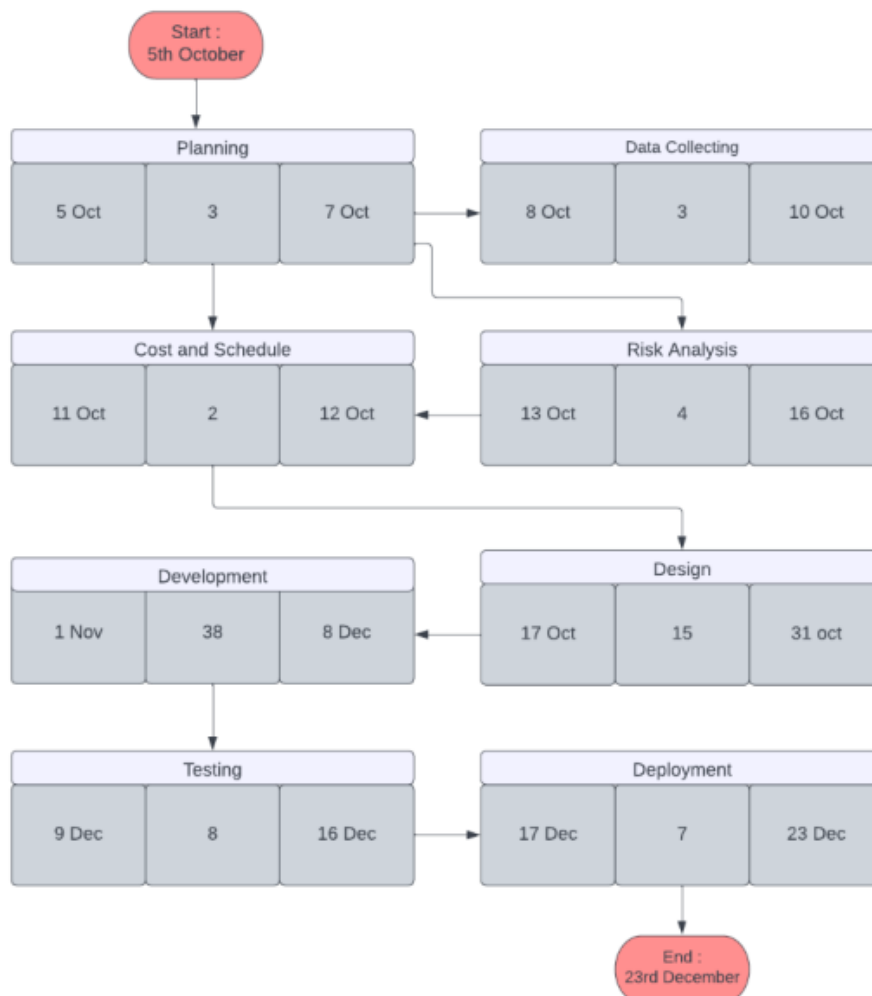 Start :
5th October
Planning
5 Oct
3
7 Oct
Data Collecting
8 Oct
3
10 Oct
Cost and Schedule
11 Oct
2
12 Oct
Risk Analysis
13 Oct
4
16 Oct
Development
1 Nov
38
8 Dec
Design
17 Oct
15
31 oct
Testing
9 Dec
8
16 Dec
Deployment
17 Dec
7
23 Dec
End :
23rd December